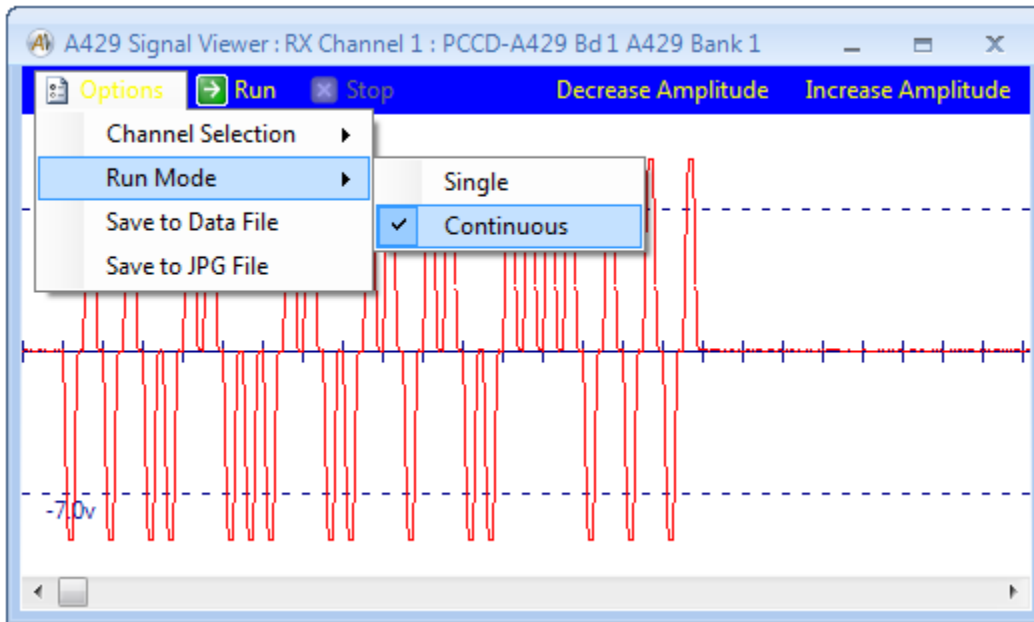 A429 Signal Viewer : RX Channel 1 : PCCD-A429 Bd 1 A429 Bank 1
Options Run Stop Decrease Amplitude Increase Amplitude
Channel Selection
Run Mode
Single
Save to Data File
Continuous
Save to JPG File
-7.0v